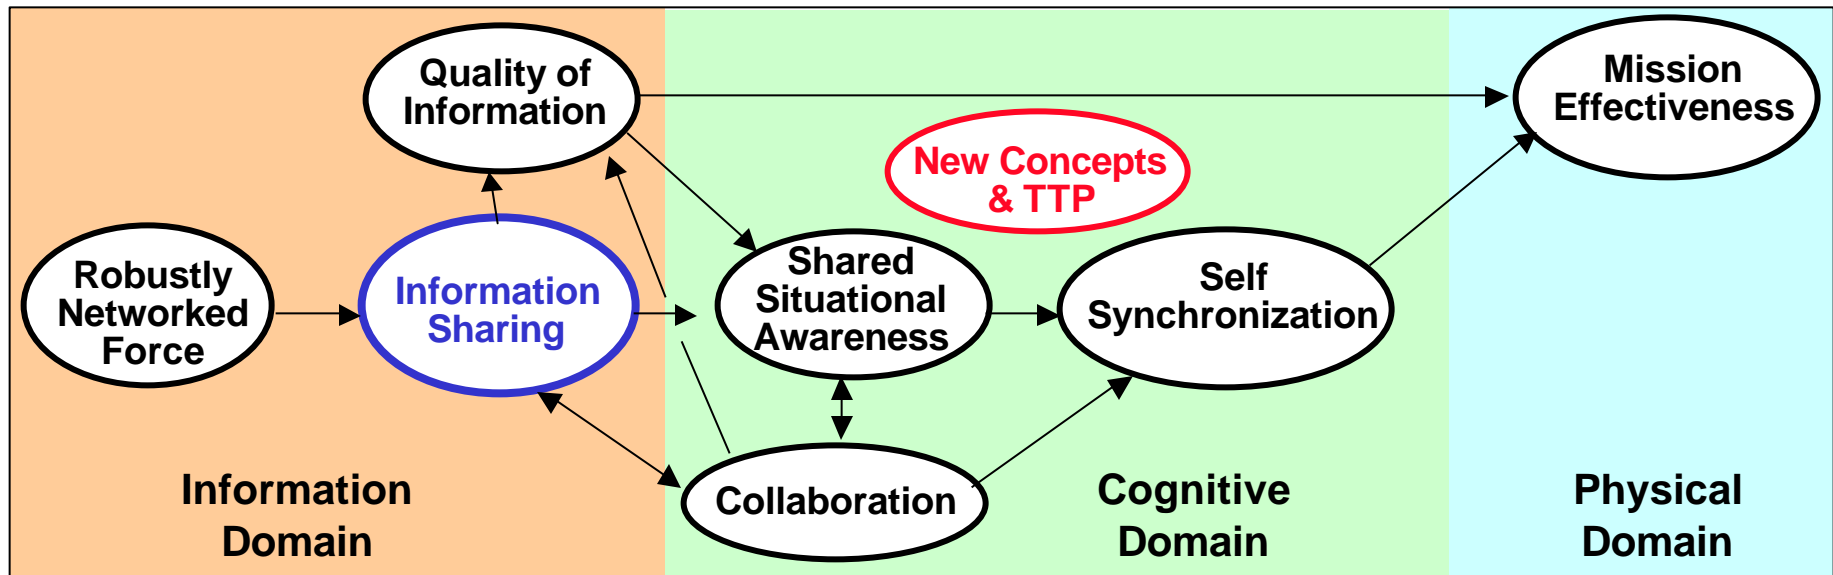 Quality of
Information
Mission
Effectiveness
New Concepts
& TTP
Robustly
Networked
Force
Information
Sharing
Shared
Situational
Awareness
Self
Synchronization
Collaboration
Information
Domain
Cognitive
Domain
Physical
Domain